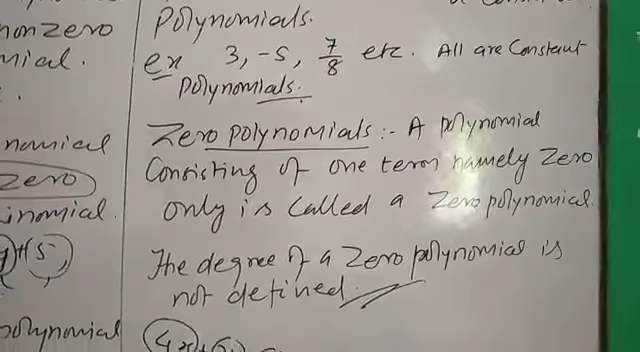 nonzero
mial.
namical
zero
inomial.
polynomial
Polynomials.
ex 3, -5, 7/8 etc. All are Constant
polynomials.
Zero polynomials :- A polynomial
Consisting of one term namely Zero
only is Called a Zero polynomial.
The degree of a Zero polynomial is
not defined.